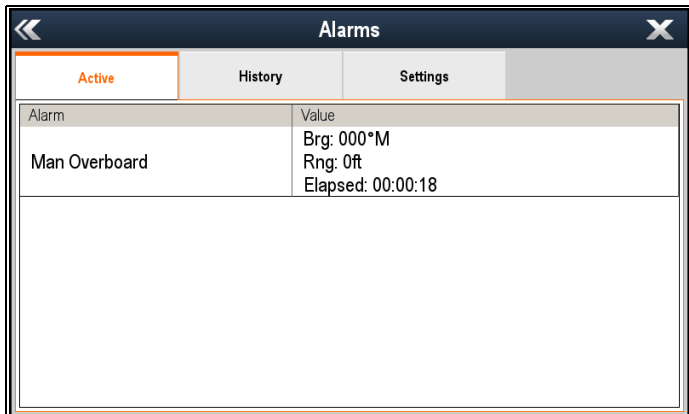 Alarms
Active History Settings
Alarm Value
Man Overboard
Brg: 000°M
Rng: 0ft
Elapsed: 00:00:18